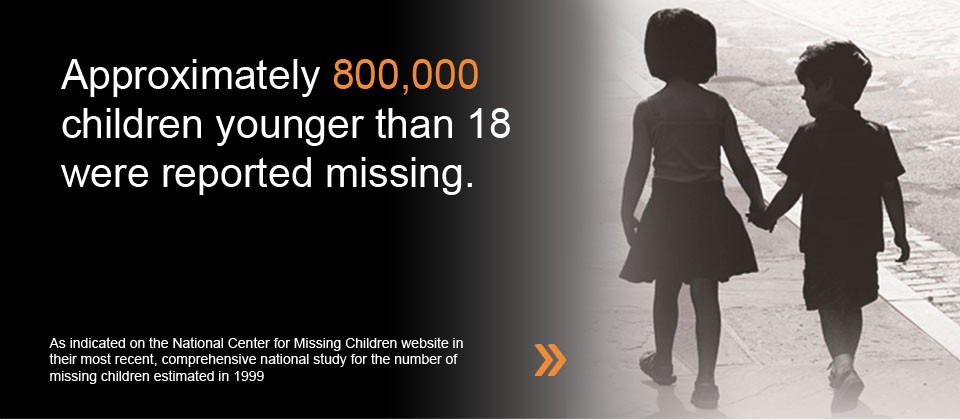 Approximately 800,000
children younger than 18
were reported missing.
As indicated on the National Center for Missing Children website in
their most recent, comprehensive national study for the number of
missing children estimated in 1999